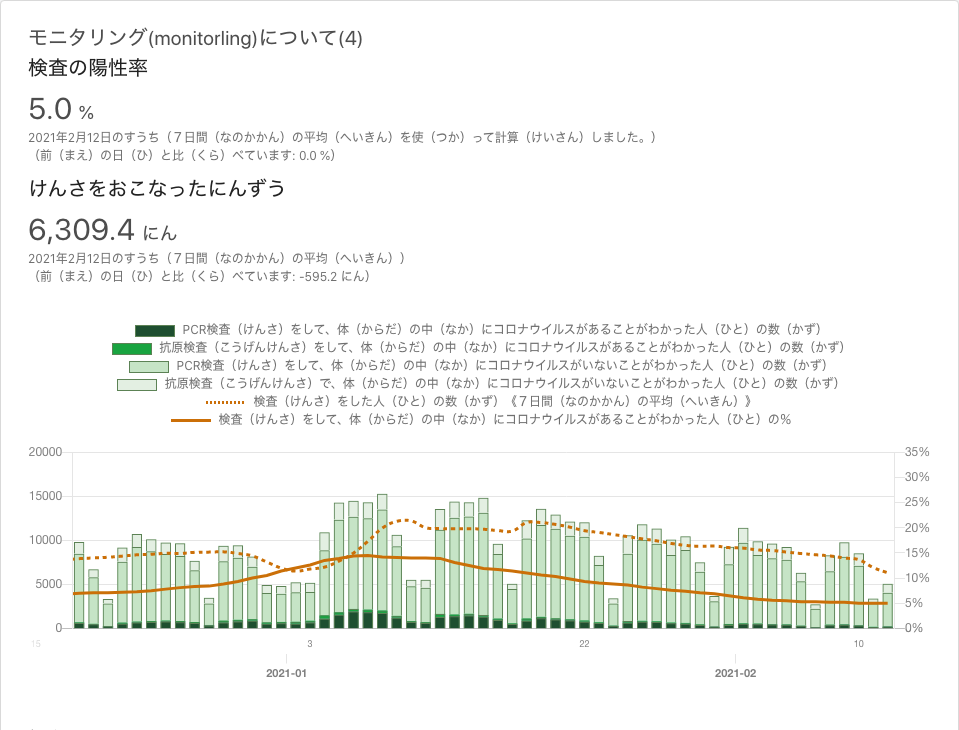 モニタリング(monitorling)について(4)
検査の陽性率
5.0 %
2021年2月12日のすうち（７日間（なのかかん）の平均（へいきん）を使（つか）って計算（けいさん）しました。）
（前（まえ）の日（ひ）と比（くら）べています: 0.0 %）
けんさをおこなったにんずう
6,309.4 にん
2021年2月12日のすうち（７日間（なのかかん）の平均（へいきん））
（前（まえ）の日（ひ）と比（くら）べています: -595.2 にん）
PCR検査（けんさ）をして、体（からだ）の中（なか）にコロナウイルスがあることがわかった人（ひと）の数（かず）
抗原検査（こうげんけんさ）をして、体（からだ）の中（なか）にコロナウイルスがあることがわかった人（ひと）の数（かず）
PCR検査（けんさ）をして、体（からだ）の中（なか）にコロナウイルスがいないことがわかった人（ひと）の数（かず）
抗原検査（こうげんけんさ）で、体（からだ）の中（なか）にコロナウイルスがいないことがわかった人（ひと）の数（かず）
検査（けんさ）をした人（ひと）の数（かず）《７日間（なのかかん）の平均（へいきん）》
検査（けんさ）をして、体（からだ）の中（なか）にコロナウイルスがあることがわかった人（ひと）の％
20000 35%
30%
15000 25%
20%
10000 15%
5000 10%
5%
0 0%
15 3 22 10
2021-01 2021-02